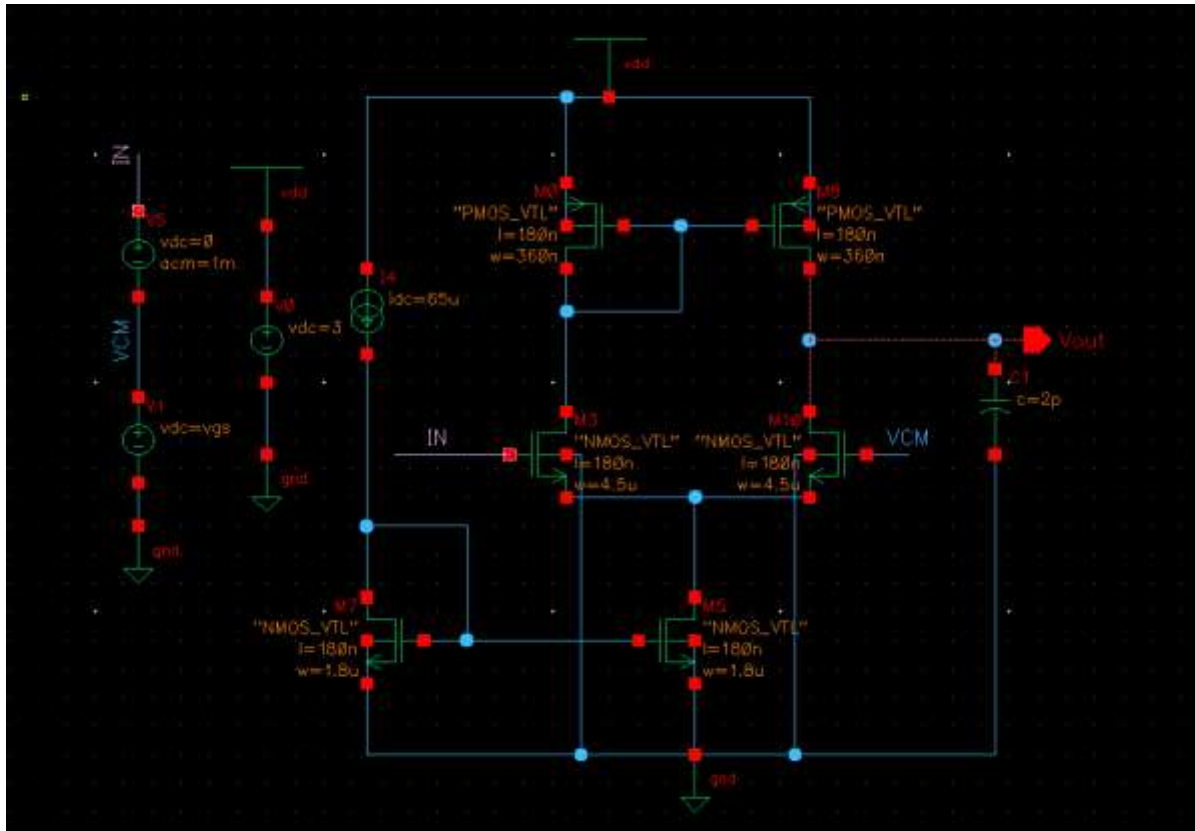 vdd
IN
V5
vdc=0
acm=1m
VCM
V1
vdc=vgs
gnd
vdd
V0
vdc=3
gnd
I4
idc=65u
M0
"PMOS_VTL"
l=180n
w=360n
M8
"PMOS_VTL"
l=180n
w=360n
Vout
C1
c=2p
IN
M3
"NMOS_VTL"
l=180n
w=4.5u
M10
"NMOS_VTL"
l=180n
w=4.5u
VCM
M7
"NMOS_VTL"
l=180n
w=1.8u
"NMOS_VTL"
l=180n
w=1.8u
gnd